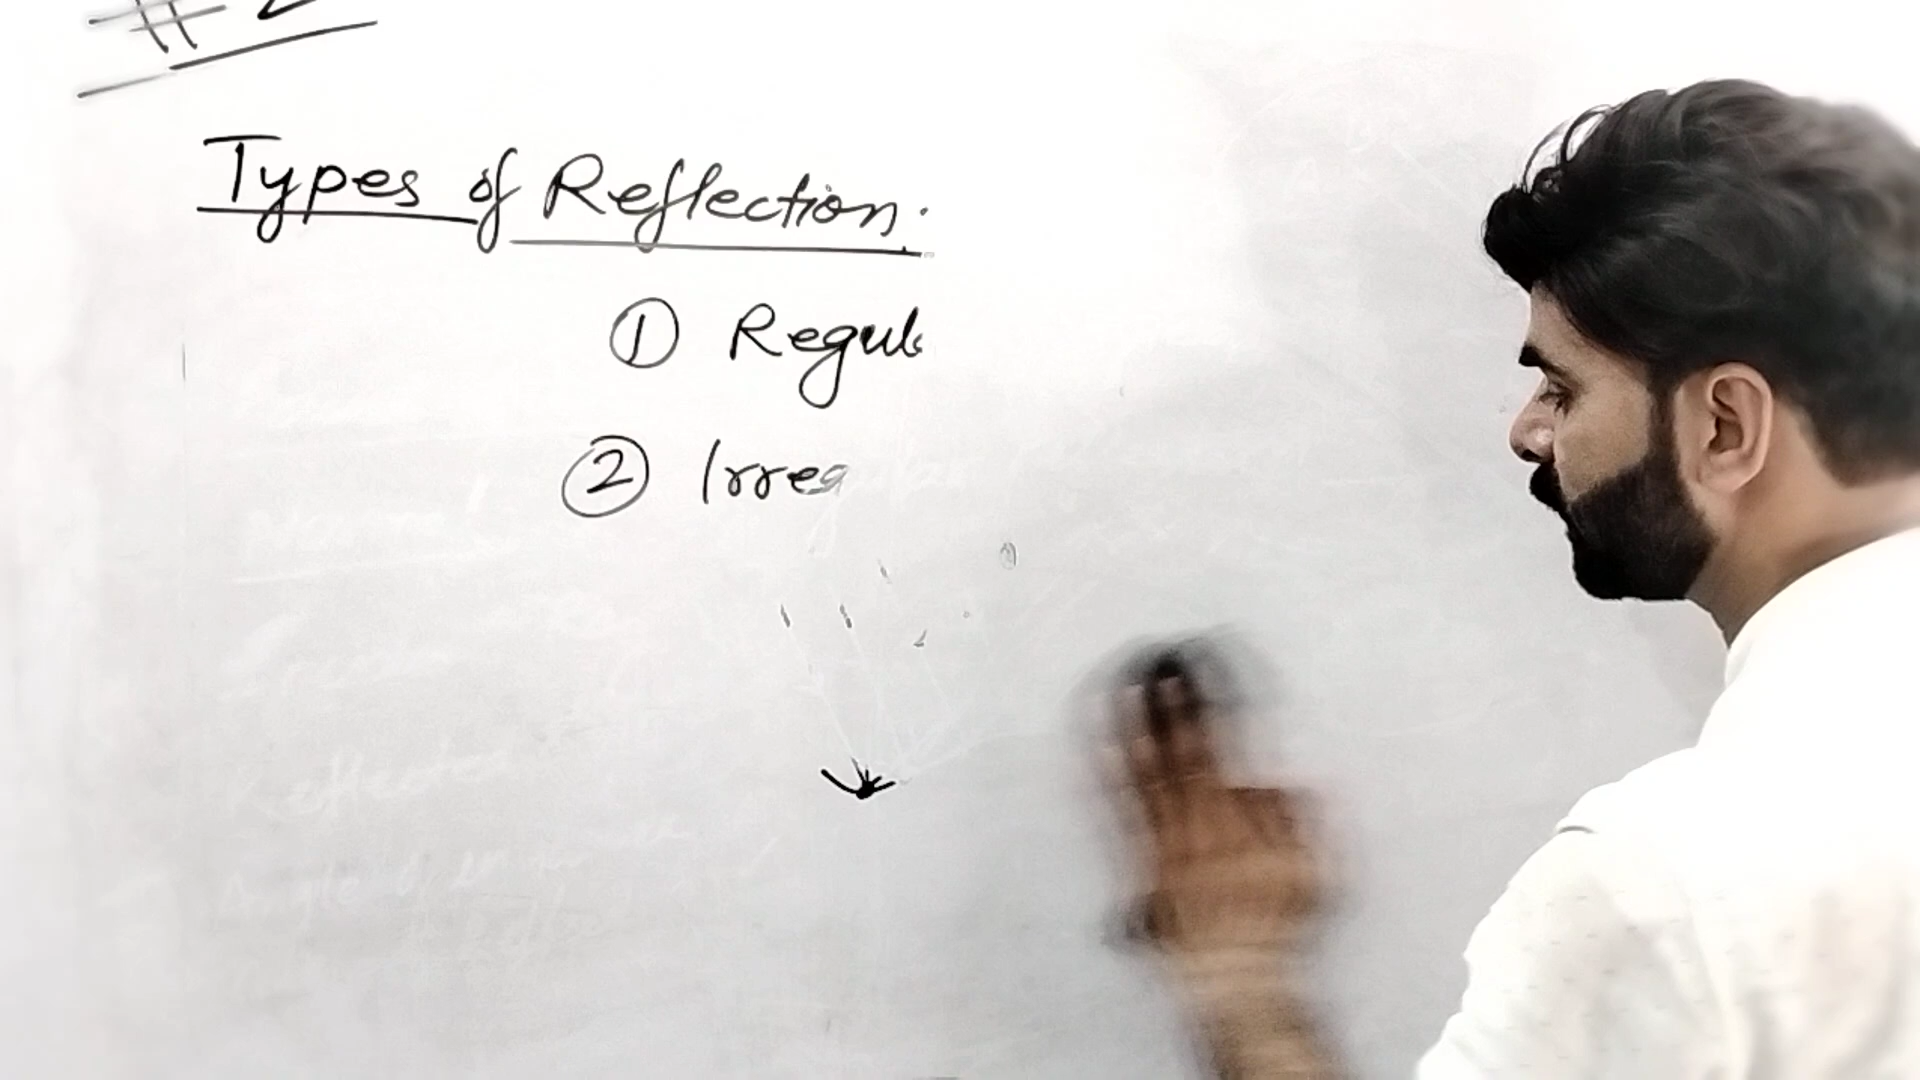 Types of Reflection.
① Regul
② Irreg